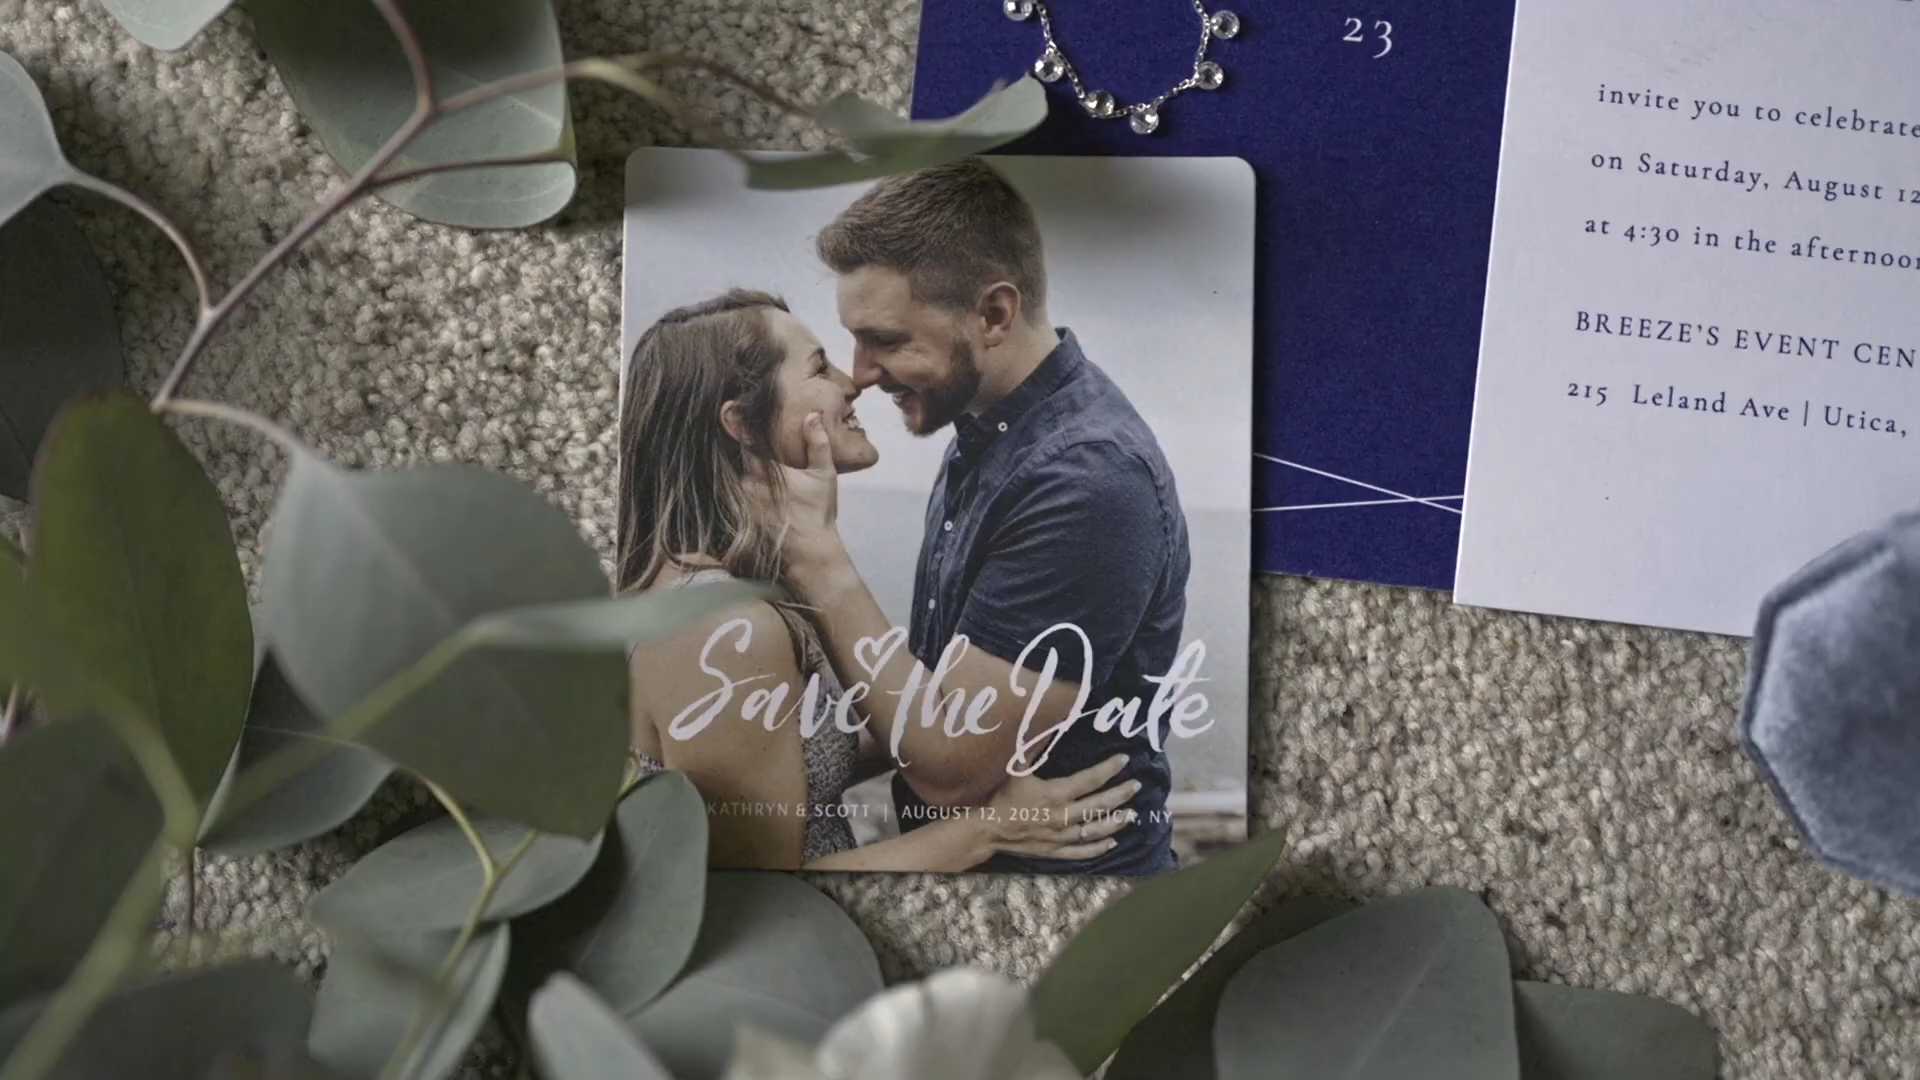 23
invite you to celebrate
on Saturday, August 12
at 4:30 in the afternoon
BREEZE'S EVENT CEN
215 Leland Ave | Utica,
Save the Date
KATHRYN & SCOTT | AUGUST 12, 2023 | UTICA, NY